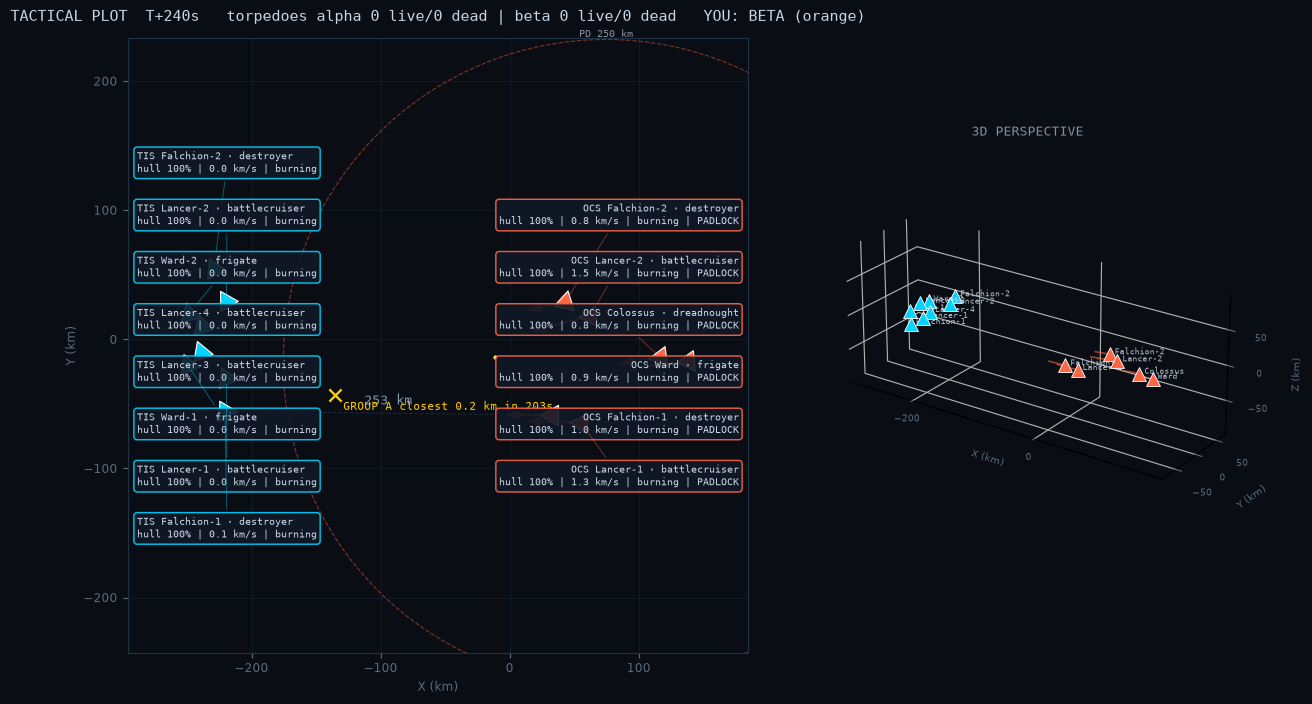 TACTICAL PLOT T+240s torpedoes alpha 0 live/0 dead | beta 0 live/0 dead YOU: BETA (orange)
PD 250 km
200
100
0
−100
−200
Y (km)
−200
−100
0
100
X (km)
TIS Falchion-2 · destroyer
hull 100% | 0.0 km/s | burning
TIS Lancer-2 · battlecruiser
hull 100% | 0.0 km/s | burning
TIS Ward-2 · frigate
hull 100% | 0.0 km/s | burning
TIS Lancer-4 · battlecruiser
hull 100% | 0.0 km/s | burning
TIS Lancer-3 · battlecruiser
hull 100% | 0.0 km/s | burning
TIS Ward-1 · frigate
hull 100% | 0.0 km/s | burning
TIS Lancer-1 · battlecruiser
hull 100% | 0.0 km/s | burning
TIS Falchion-1 · destroyer
hull 100% | 0.1 km/s | burning
253 km
GROUP A closest 0.2 km in 203s
OCS Falchion-2 · destroyer
hull 100% | 0.8 km/s | burning | PADLOCK
OCS Lancer-2 · battlecruiser
hull 100% | 1.5 km/s | burning | PADLOCK
OCS Colossus · dreadnought
hull 100% | 0.8 km/s | burning | PADLOCK
OCS Ward · frigate
hull 100% | 0.9 km/s | burning | PADLOCK
OCS Falchion-1 · destroyer
hull 100% | 1.0 km/s | burning | PADLOCK
OCS Lancer-1 · battlecruiser
hull 100% | 1.3 km/s | burning | PADLOCK
3D PERSPECTIVE
Falchion-2
Falchion-2
Lancer-2
Colossus
Ward
−200
0
X (km)
−50
0
50
Y (km)
50
0
−50
Z (km)